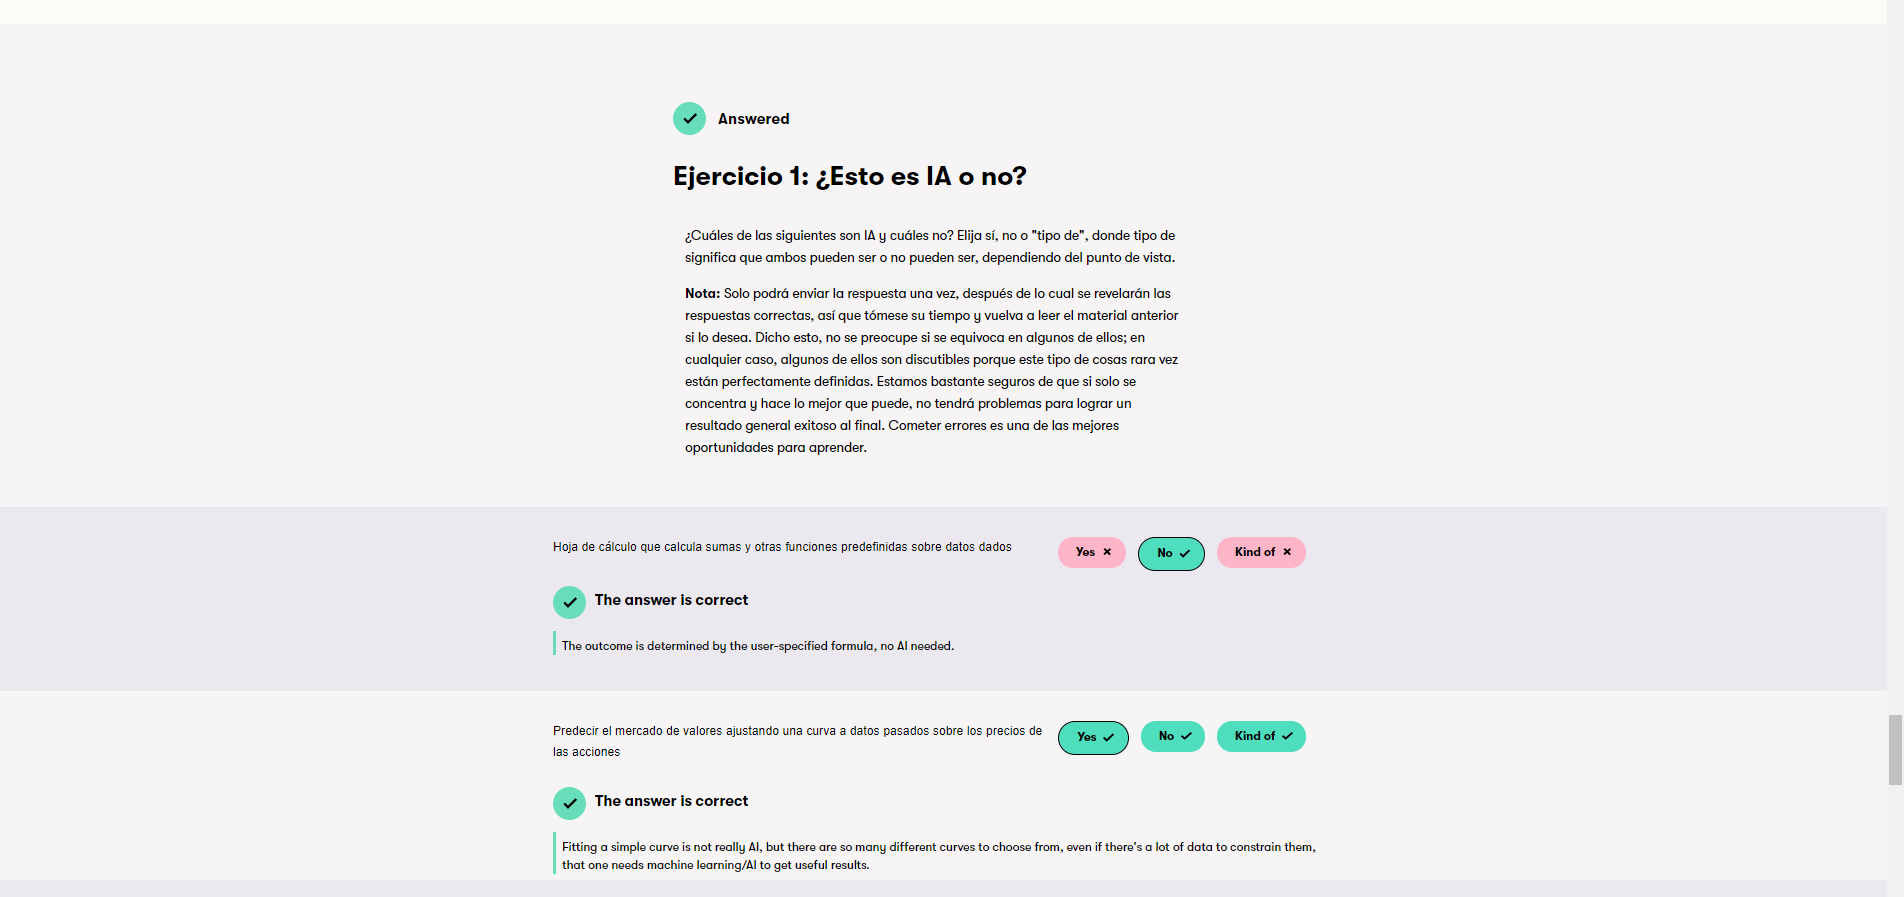 Answered
Ejercicio 1: ¿Esto es IA o no?
¿Cuáles de las siguientes son IA y cuáles no? Elija sí, no o "tipo de", donde tipo de
significa que ambos pueden ser o no pueden ser, dependiendo del punto de vista.
Nota: Solo podrá enviar la respuesta una vez, después de lo cual se revelarán las
respuestas correctas, así que tómese su tiempo y vuelva a leer el material anterior
si lo desea. Dicho esto, no se preocupe si se equivoca en algunos de ellos; en
cualquier caso, algunos de ellos son discutibles porque este tipo de cosas rara vez
están perfectamente definidas. Estamos bastante seguros de que si solo se
concentra y hace lo mejor que puede, no tendrá problemas para lograr un
resultado general exitoso al final. Cometer errores es una de las mejores
oportunidades para aprender.
Hoja de cálculo que calcula sumas y otras funciones predefinidas sobre datos dados
Yes
No
Kind of
The answer is correct
The outcome is determined by the user-specified formula, no AI needed.
Predecir el mercado de valores ajustando una curva a datos pasados sobre los precios de
las acciones
Yes
No
Kind of
The answer is correct
Fitting a simple curve is not really AI, but there are so many different curves to choose from, even if there's a lot of data to constrain them,
that one needs machine learning/AI to get useful results.